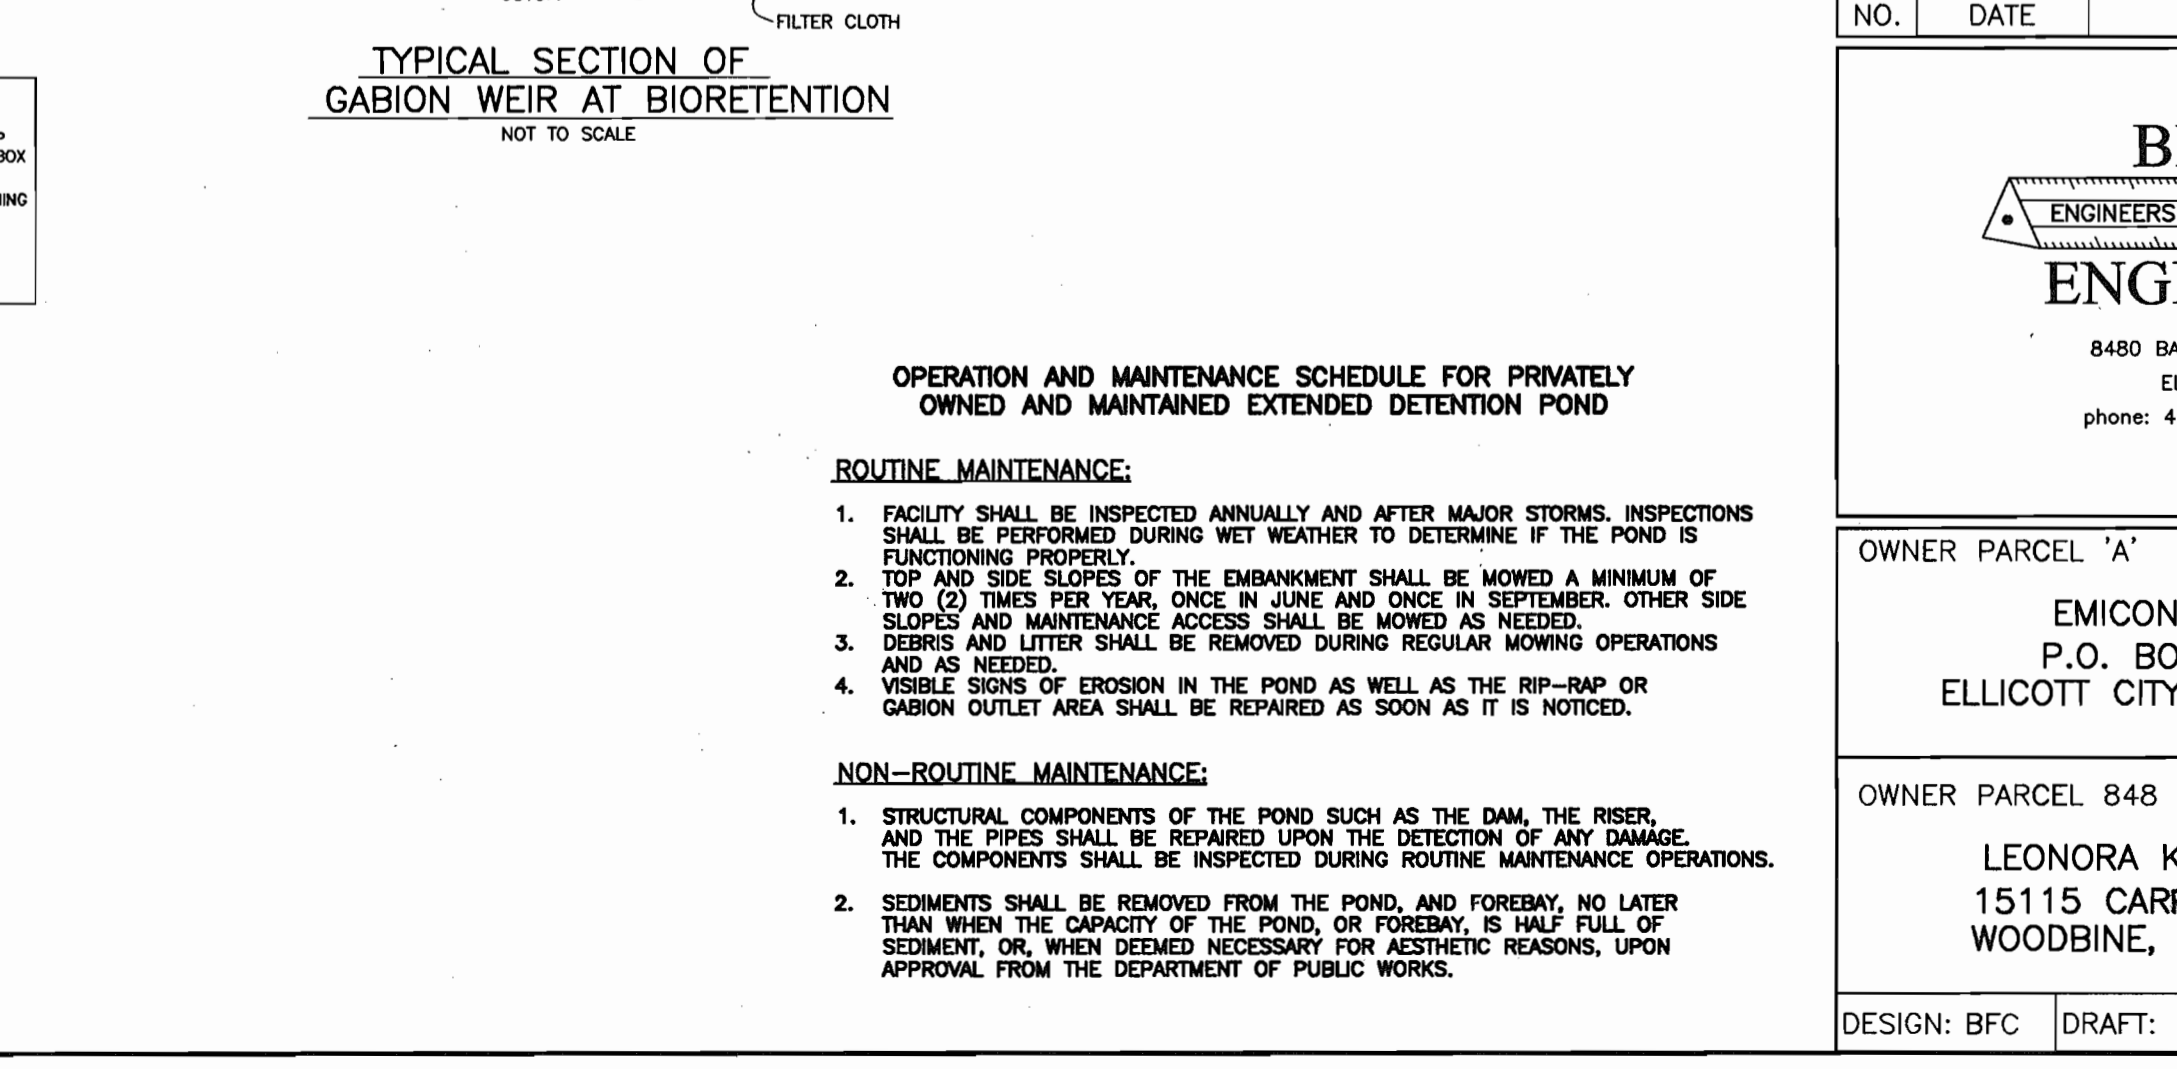 FILTER CLOTH
TYPICAL SECTION OF
GABION WEIR AT BIORETENTION
NOT TO SCALE
BOX
OPERATION AND MAINTENANCE SCHEDULE FOR PRIVATELY
OWNED AND MAINTAINED EXTENDED DETENTION POND
ROUTINE MAINTENANCE:
1. FACILITY SHALL BE INSPECTED ANNUALLY AND AFTER MAJOR STORMS. INSPECTIONS
SHALL BE PERFORMED DURING WET WEATHER TO DETERMINE IF THE POND IS
FUNCTIONING PROPERLY.
2. TOP AND SIDE SLOPES OF THE EMBANKMENT SHALL BE MOWED A MINIMUM OF
TWO (2) TIMES PER YEAR, ONCE IN JUNE AND ONCE IN SEPTEMBER. OTHER SIDE
SLOPES AND MAINTENANCE ACCESS SHALL BE MOWED AS NEEDED.
3. DEBRIS AND LITTER SHALL BE REMOVED DURING REGULAR MOWING OPERATIONS
AND AS NEEDED.
4. VISIBLE SIGNS OF EROSION IN THE POND AS WELL AS THE RIP-RAP OR
GABION OUTLET AREA SHALL BE REPAIRED AS SOON AS IT IS NOTICED.
NON-ROUTINE MAINTENANCE:
1. STRUCTURAL COMPONENTS OF THE POND SUCH AS THE DAM, THE RISER,
AND THE PIPES SHALL BE REPAIRED UPON THE DETECTION OF ANY DAMAGE.
THE COMPONENTS SHALL BE INSPECTED DURING ROUTINE MAINTENANCE OPERATIONS.
2. SEDIMENTS SHALL BE REMOVED FROM THE POND, AND FOREBAY, NO LATER
THAN WHEN THE CAPACITY OF THE POND, OR FOREBAY, IS HALF FULL OF
SEDIMENT, OR, WHEN DEEMED NECESSARY FOR AESTHETIC REASONS, UPON
APPROVAL FROM THE DEPARTMENT OF PUBLIC WORKS.
NO. DATE
ENGINEERS
8480
phone: 4
OWNER PARCEL 'A'
EMICON
P.O.
ELLICOTT CITY
OWNER PARCEL 848
LEONORA K
15115
WOODBINE,
DESIGN: BFC DRAFT: